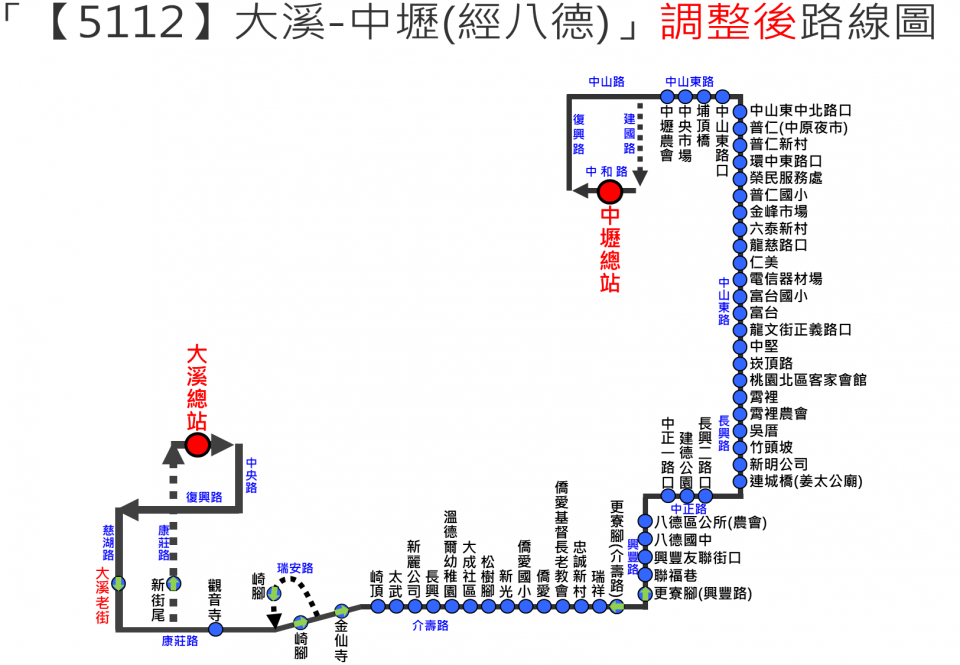 「【5112】大溪-中壢(經八德)」調整後路線圖
中山路
中山東路
復興路
建國路
中和路
中壢總站
中壢農會
中央市場
埔頂橋
中山東路口
中山東中北路口
普仁(中原夜市)
普仁新村
環中東路口
榮民服務處
普仁國小
金峰市場
六泰新村
龍慈路口
仁美
電信器材場
富台國小
富台
龍文街正義路口
中堅
崁頂路
桃園北區客家會館
霄裡
霄裡農會
吳厝
竹頭坡
新明公司
連城橋(姜太公廟)
中山東路
長興路
中正一路口
建德公園
長興二路口
中正路
八德區公所(農會)
八德國中
興豐友聯街口
聯福巷
更寮腳(興豐路)
興豐路
大溪總站
中央路
復興路
慈湖路
康莊路
大溪老街
新街尾
觀音寺
康莊路
崎腳
瑞安路
崎腳
金仙寺
崎頂
太武
新麗公司
長興
溫德爾幼稚園
大成社區
松樹腳
新光
僑愛國小
僑愛
僑愛基督長老教會
忠誠新村
瑞祥
更寮腳(介壽路)
介壽路